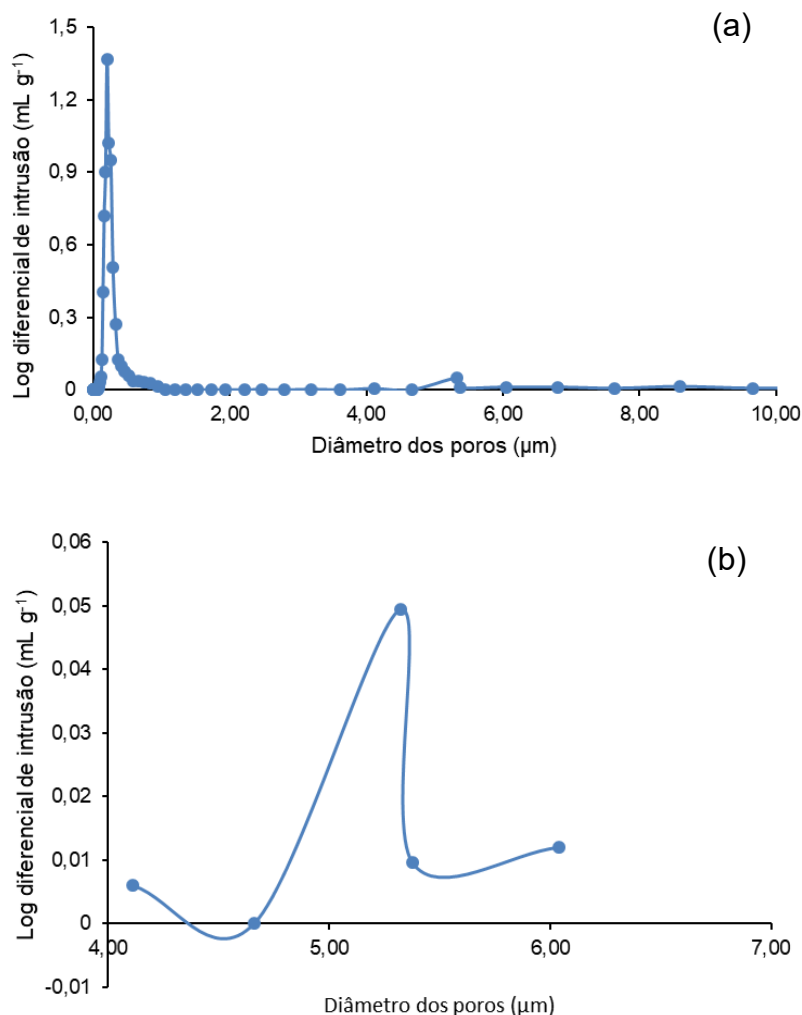 (a)
Log diferencial de intrusão (mL g⁻¹)
1,5
1,2
0,9
0,6
0,3
0
0,00 2,00 4,00 6,00 8,00 10,00
Diâmetro dos poros (µm)
(b)
Log diferencial de intrusão (mL g⁻¹)
0,06
0,05
0,04
0,03
0,02
0,01
0
-0,01
4,00 5,00 6,00 7,00
Diâmetro dos poros (µm)